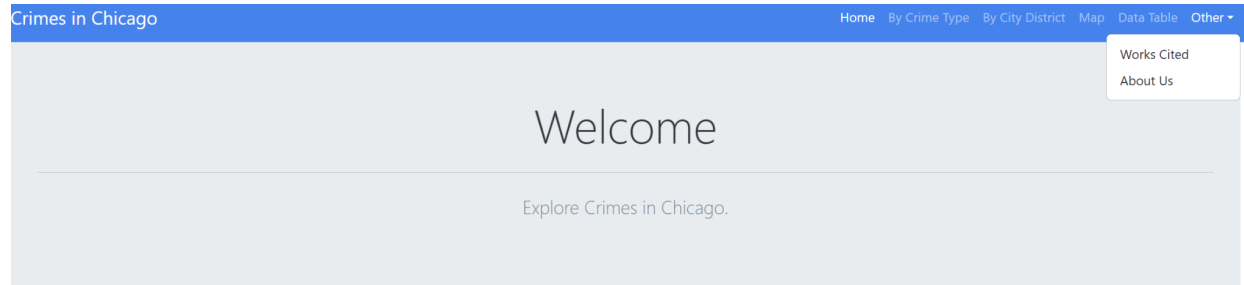 Crimes in Chicago Home By Crime Type By City District Map Data Table Other
Works Cited
About Us
Welcome
Explore Crimes in Chicago.